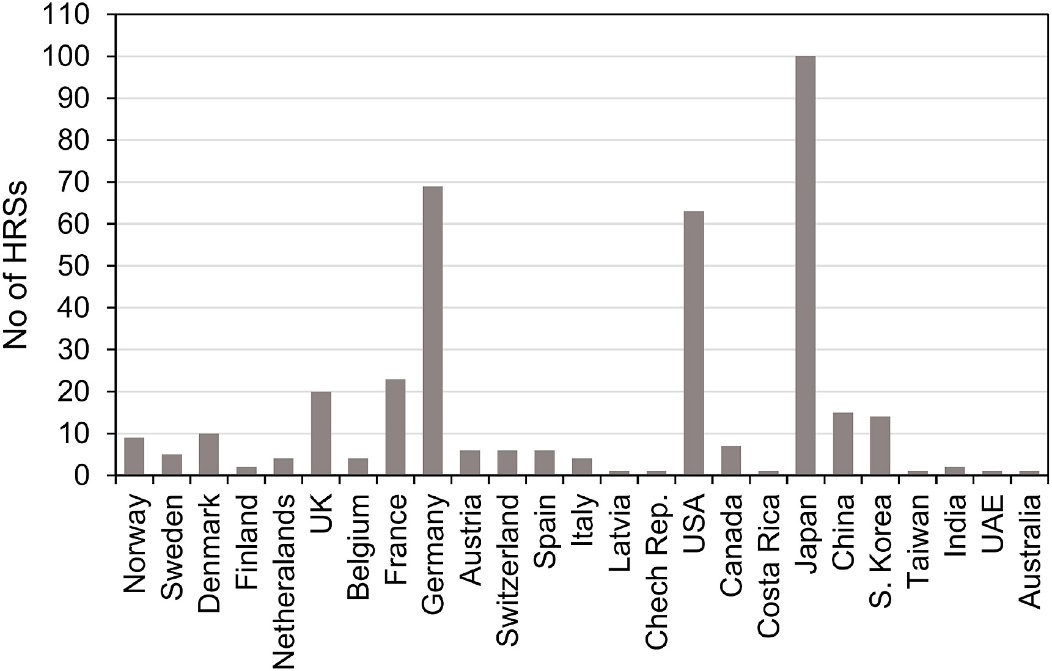 110
100
90
80
70
60
50
40
30
20
10
0
No of HRSs
Norway
Sweden
Denmark
Finland
Netheralands
UK
Belgium
France
Germany
Austria
Switzerland
Spain
Italy
Latvia
Chech Rep.
USA
Canada
Costa Rica
Japan
China
S. Korea
Taiwan
India
UAE
Australia